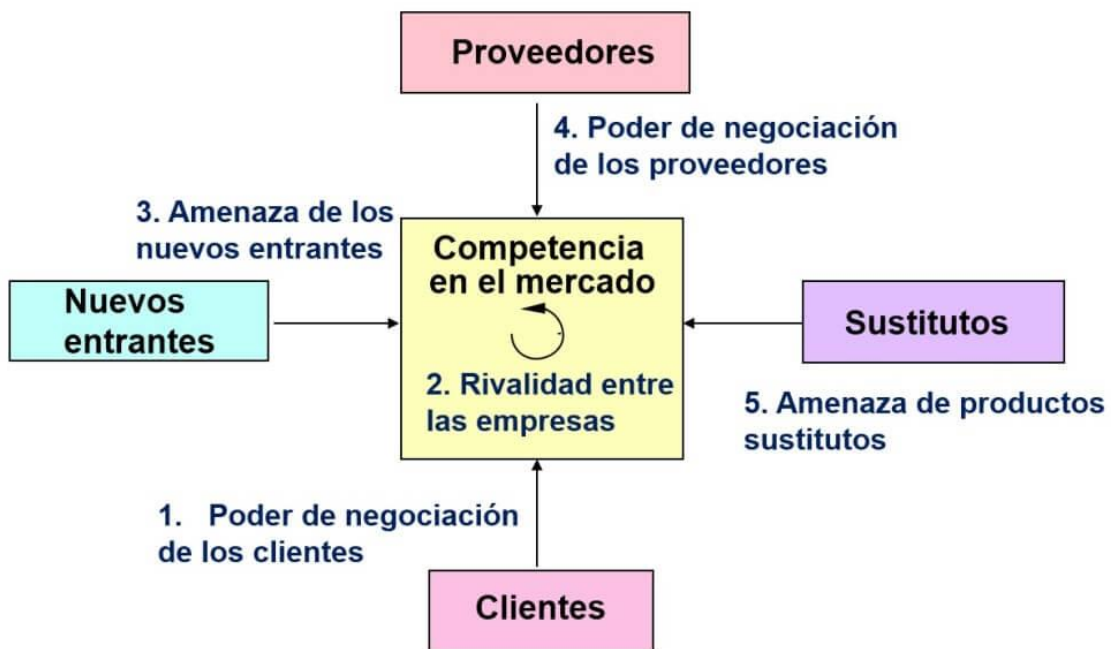 Proveedores
4. Poder de negociación
de los proveedores
3. Amenaza de los
nuevos entrantes
Competencia
en el mercado
Nuevos
entrantes
Sustitutos
2. Rivalidad entre
las empresas
5. Amenaza de productos
sustitutos
1. Poder de negociación
de los clientes
Clientes